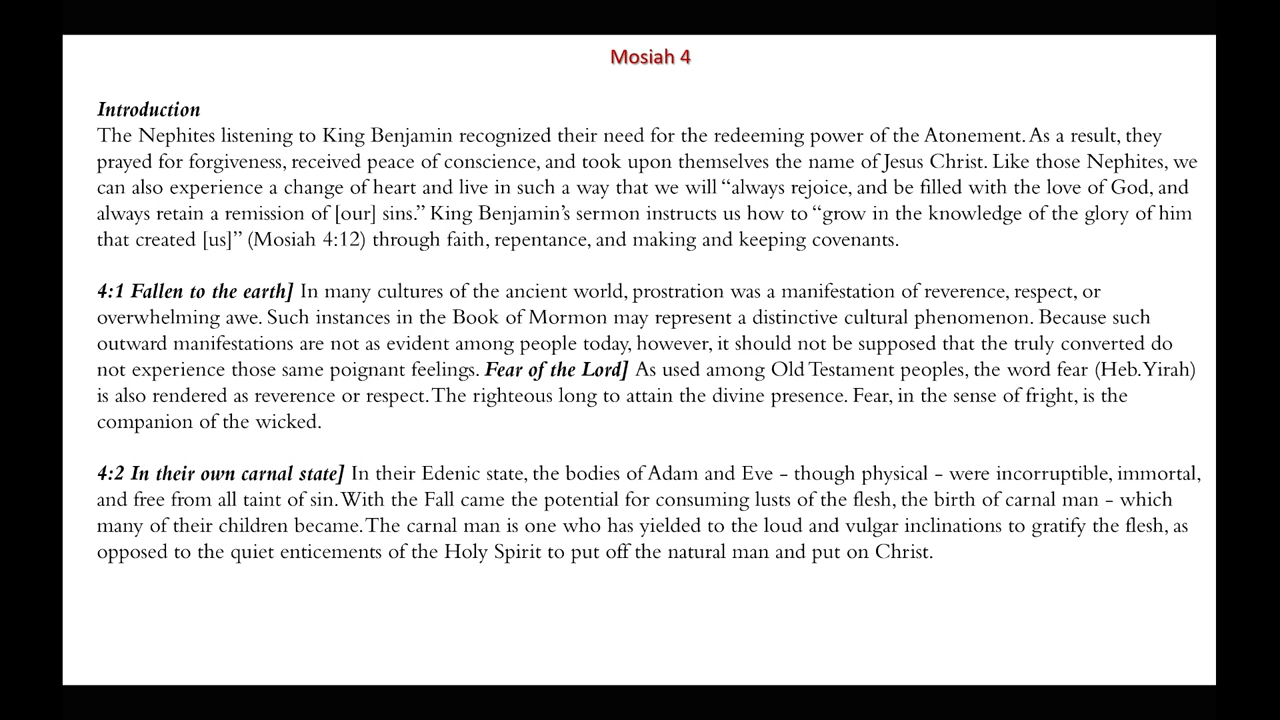 Mosiah 4
Introduction
The Nephites listening to King Benjamin recognized their need for the redeeming power of the Atonement. As a result, they
prayed for forgiveness, received peace of conscience, and took upon themselves the name of Jesus Christ. Like those Nephites, we
can also experience a change of heart and live in such a way that we will “always rejoice, and be filled with the love of God, and
always retain a remission of [our] sins.” King Benjamin’s sermon instructs us how to “grow in the knowledge of the glory of him
that created [us]” (Mosiah 4:12) through faith, repentance, and making and keeping covenants.
4:1 Fallen to the earth] In many cultures of the ancient world, prostration was a manifestation of reverence, respect, or
overwhelming awe. Such instances in the Book of Mormon may represent a distinctive cultural phenomenon. Because such
outward manifestations are not as evident among people today, however, it should not be supposed that the truly converted do
not experience those same poignant feelings. Fear of the Lord] As used among Old Testament peoples, the word fear (Heb. Yirah)
is also rendered as reverence or respect. The righteous long to attain the divine presence. Fear, in the sense of fright, is the
companion of the wicked.
4:2 In their own carnal state] In their Edenic state, the bodies of Adam and Eve – though physical – were incorruptible, immortal,
and free from all taint of sin. With the Fall came the potential for consuming lusts of the flesh, the birth of carnal man – which
many of their children became. The carnal man is one who has yielded to the loud and vulgar inclinations to gratify the flesh, as
opposed to the quiet enticements of the Holy Spirit to put off the natural man and put on Christ.